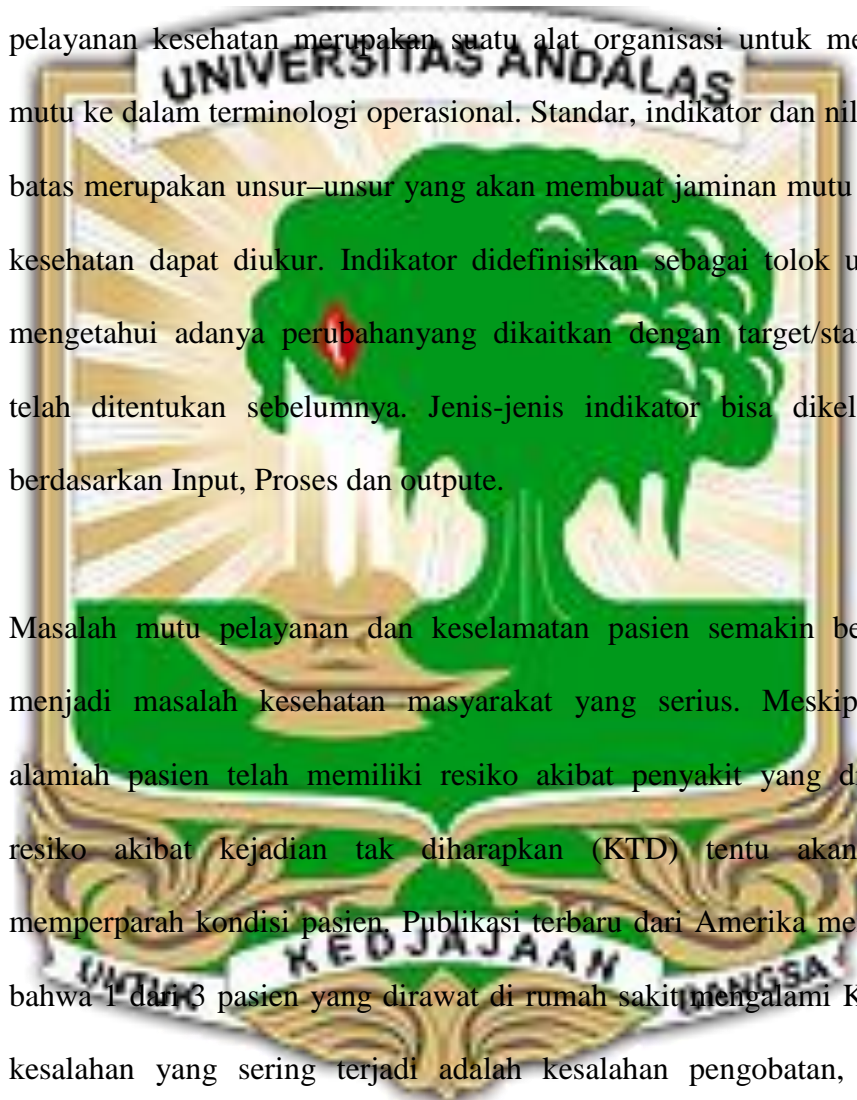 pelayanan kesehatan merupakan suatu alat organisasi untuk me
UNIVERSITAS ANDALAS
mutu ke dalam terminologi operasional. Standar, indikator dan nil
batas merupakan unsur–unsur yang akan membuat jaminan mutu
kesehatan dapat diukur. Indikator didefinisikan sebagai tolok u
mengetahui adanya perubahanyang dikaitkan dengan target/sta
telah ditentukan sebelumnya. Jenis-jenis indikator bisa dikel
berdasarkan Input, Proses dan outpute.
Masalah mutu pelayanan dan keselamatan pasien semakin be
menjadi masalah kesehatan masyarakat yang serius. Meskip
alamiah pasien telah memiliki resiko akibat penyakit yang di
resiko akibat kejadian tak diharapkan (KTD) tentu akan
memperparah kondisi pasien. Publikasi terbaru dari Amerika me
UNTUK KEDJAJAAN BANGSA
bahwa 1 dari 3 pasien yang dirawat di rumah sakit mengalami K
kesalahan yang sering terjadi adalah kesalahan pengobatan,